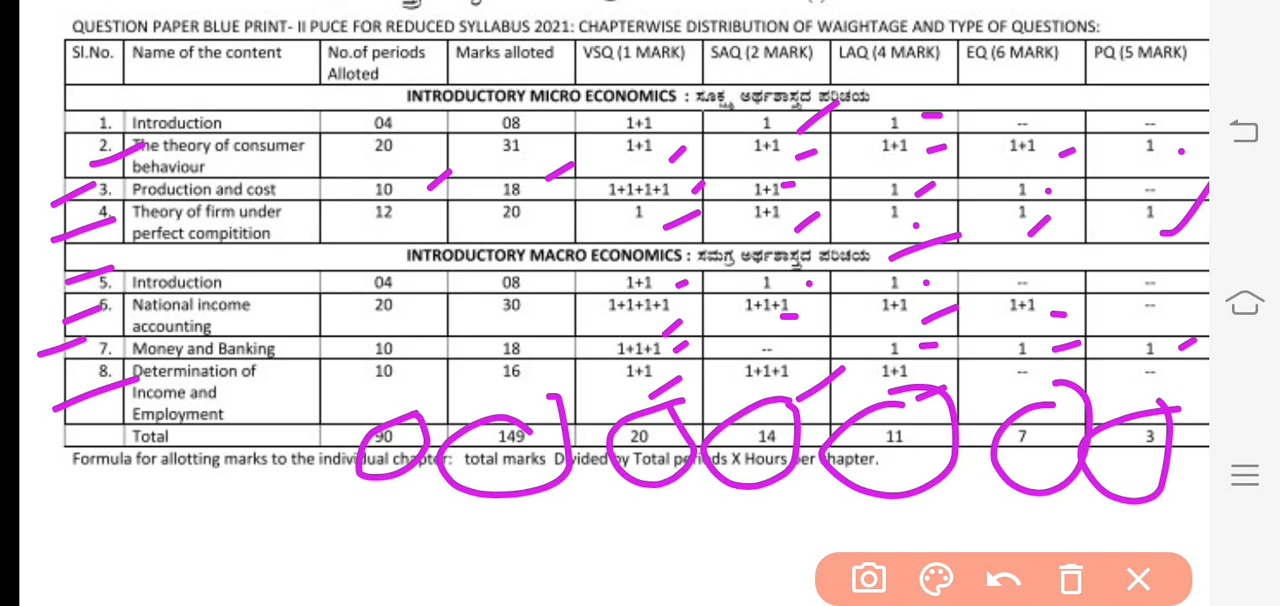 QUESTION PAPER BLUE PRINT- II PUCE FOR REDUCED SYLLABUS 2021: CHAPTERWISE DISTRIBUTION OF WAIGHTAGE AND TYPE OF QUESTIONS:
Sl.No. Name of the content No.of periods Alloted Marks alloted VSQ (1 MARK) SAQ (2 MARK) LAQ (4 MARK) EQ (6 MARK) PQ (5 MARK)
INTRODUCTORY MICRO ECONOMICS : ಸೂಕ್ಷ್ಮ ಅರ್ಥಶಾಸ್ತ್ರದ ಪರಿಚಯ
1. Introduction 04 08 1+1 1 1 -- --
2. The theory of consumer behaviour 20 31 1+1 1+1 1+1 1+1 1
3. Production and cost 10 18 1+1+1+1 1+1 1 1 --
4. Theory of firm under perfect compitition 12 20 1 1+1 1 1 1
INTRODUCTORY MACRO ECONOMICS : ಸಮಗ್ರ ಅರ್ಥಶಾಸ್ತ್ರದ ಪರಿಚಯ
5. Introduction 04 08 1+1 1 1 -- --
6. National income accounting 20 30 1+1+1+1 1+1+1 1+1 1+1 --
7. Money and Banking 10 18 1+1+1 -- 1 1 1
8. Determination of Income and Employment 10 16 1+1 1+1+1 1+1 -- --
Total 90 149 20 14 11 7 3
Formula for allotting marks to the individual chapter: total marks Divided by Total periods X Hours per chapter.